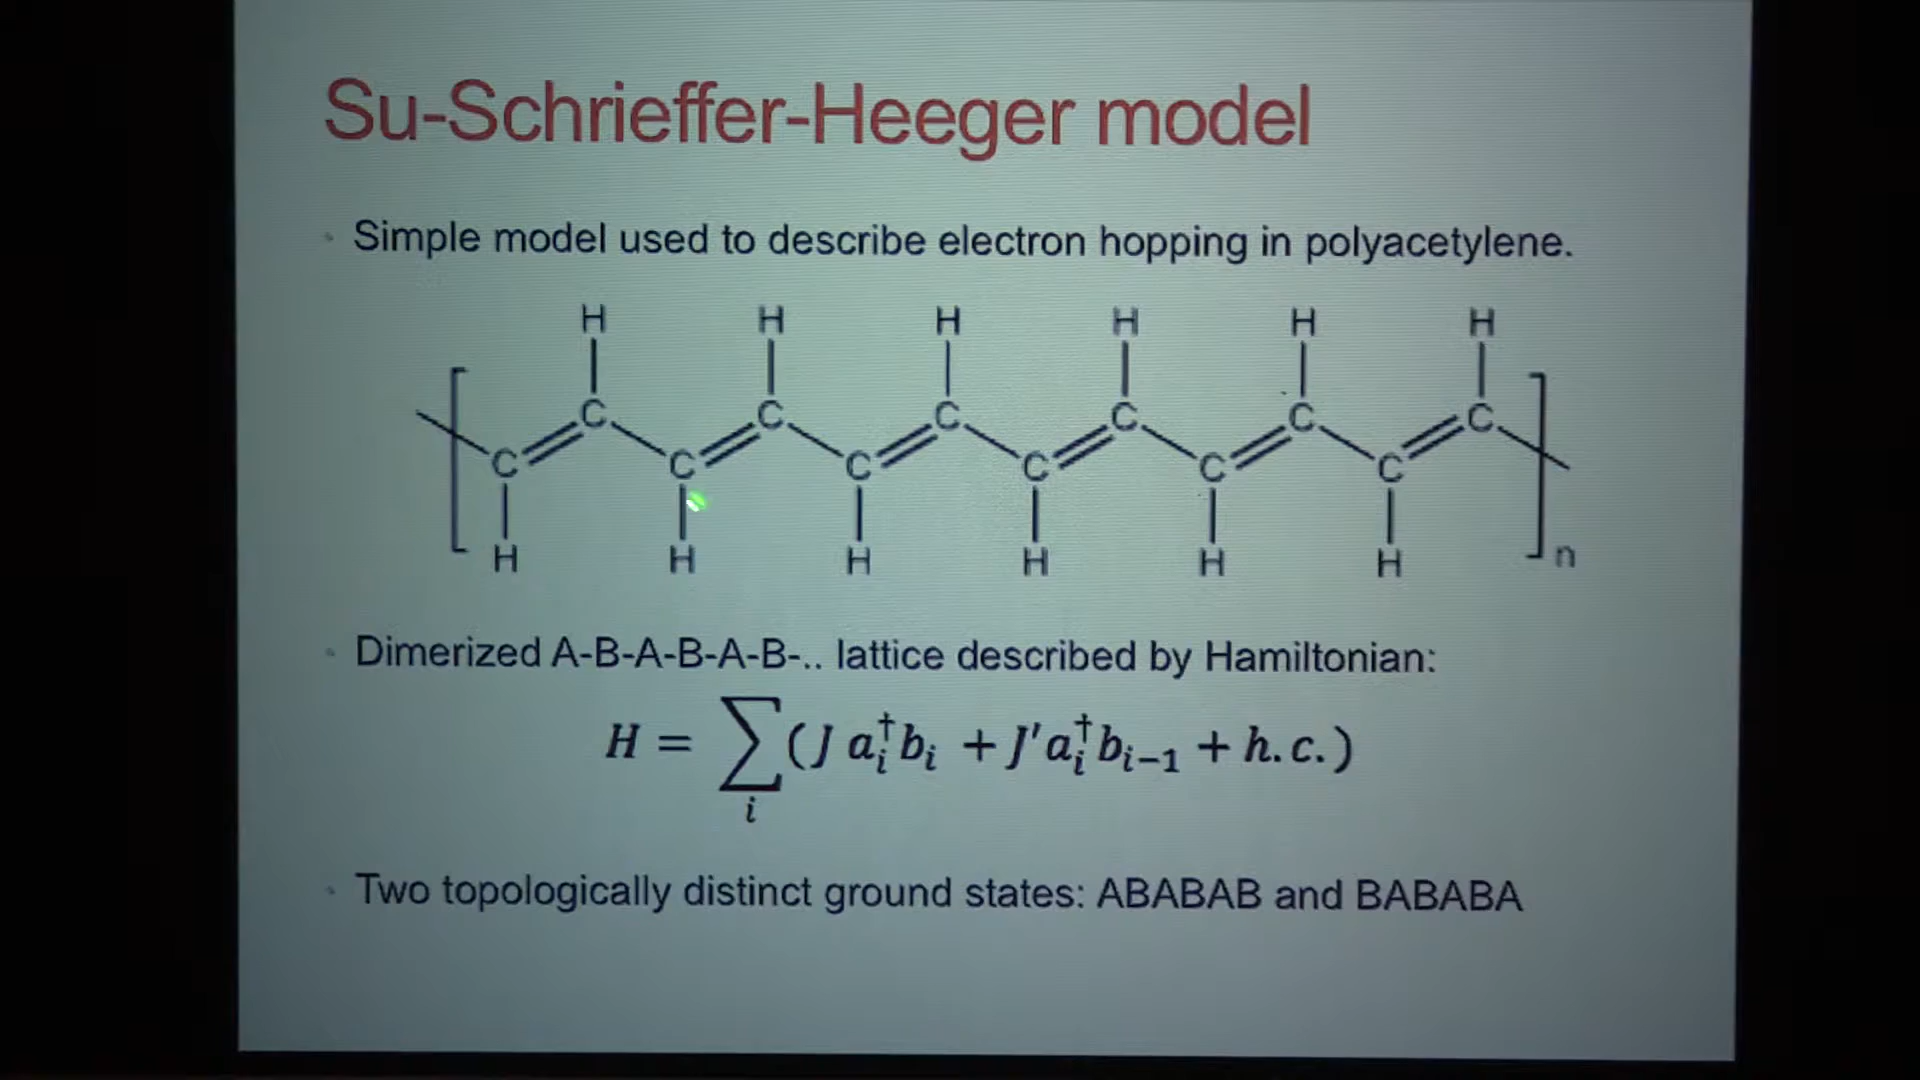 Su-Schrieffer-Heeger model
• Simple model used to describe electron hopping in polyacetylene.
H H H H H H
C C C C C C
C C C C C C
H H H H H H n
• Dimerized A-B-A-B-A-B-.. lattice described by Hamiltonian:
H = ∑ᵢ (J aᵢ†bᵢ + J′aᵢ†bᵢ₋₁ + h.c.)
• Two topologically distinct ground states: ABABAB and BABABA